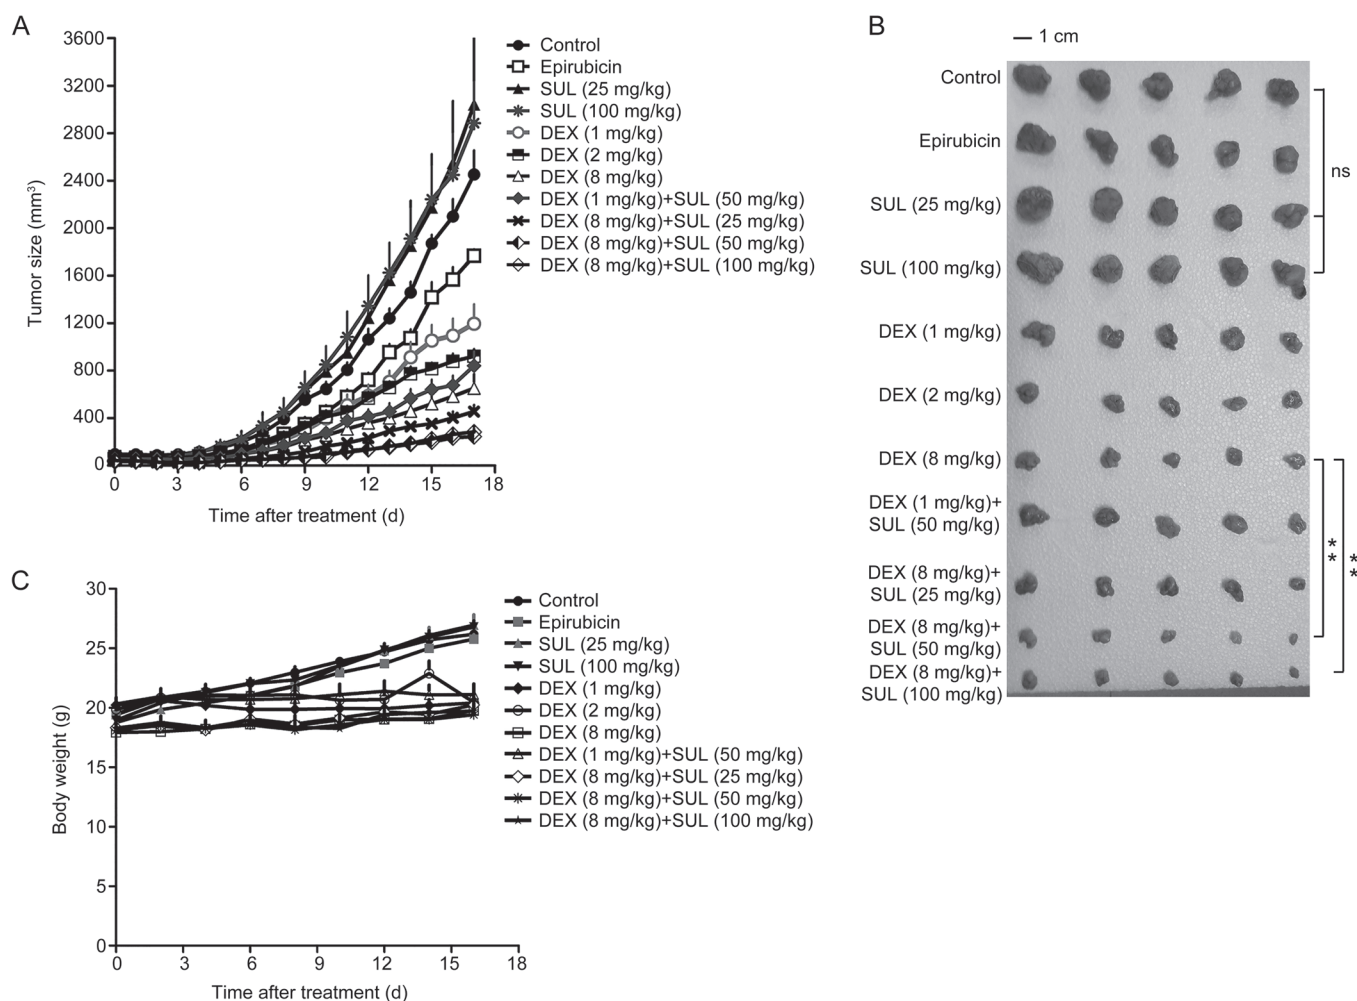 A
3600
3200
2800
2400
2000
1600
1200
800
400
0
Tumor size (mm³)
0 3 6 9 12 15 18
Time after treatment (d)
Control
Epirubicin
SUL (25 mg/kg)
SUL (100 mg/kg)
DEX (1 mg/kg)
DEX (2 mg/kg)
DEX (8 mg/kg)
DEX (1 mg/kg)+SUL (50 mg/kg)
DEX (8 mg/kg)+SUL (25 mg/kg)
DEX (8 mg/kg)+SUL (50 mg/kg)
DEX (8 mg/kg)+SUL (100 mg/kg)
B
1 cm
Control
Epirubicin
SUL (25 mg/kg)
SUL (100 mg/kg)
DEX (1 mg/kg)
DEX (2 mg/kg)
DEX (8 mg/kg)
DEX (1 mg/kg)+
SUL (50 mg/kg)
DEX (8 mg/kg)+
SUL (25 mg/kg)
DEX (8 mg/kg)+
SUL (50 mg/kg)
DEX (8 mg/kg)+
SUL (100 mg/kg)
ns
**
**
C
30
25
20
15
10
5
0
Body weight (g)
0 3 6 9 12 15 18
Time after treatment (d)
Control
Epirubicin
SUL (25 mg/kg)
SUL (100 mg/kg)
DEX (1 mg/kg)
DEX (2 mg/kg)
DEX (8 mg/kg)
DEX (1 mg/kg)+SUL (50 mg/kg)
DEX (8 mg/kg)+SUL (25 mg/kg)
DEX (8 mg/kg)+SUL (50 mg/kg)
DEX (8 mg/kg)+SUL (100 mg/kg)